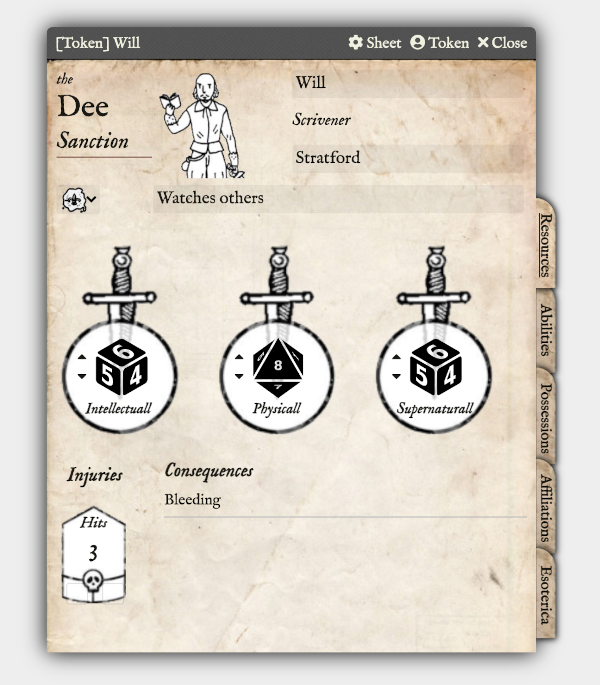 [Token] Will
Sheet Token Close
the
Dee
Sanction
Will
Scrivener
Stratford
Watches others
Resources
Abilities
Possessions
Affiliations
Esoterica
6 5 4
Intellectuall
8
Physicall
6 5 4
Supernaturall
Injuries
Hits
3
Consequences
Bleeding